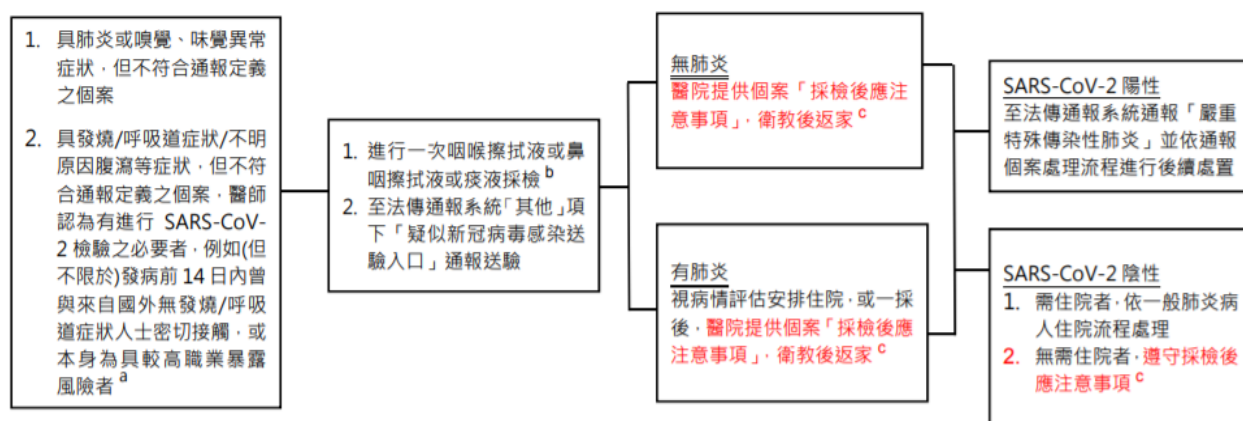 1. 具肺炎或嗅覺、味覺異常
症狀，但不符合通報定義
之個案
2. 具發燒/呼吸道症狀/不明
原因腹瀉等症狀，但不符
合通報定義之個案，醫師
認為有進行 SARS-CoV-
2 檢驗之必要者，例如(但
不限於)發病前 14 日內曾
與來自國外無發燒/呼吸
道症狀人士密切接觸，或
本身為具較高職業暴露
風險者 a
1. 進行一次咽喉擦拭液或鼻
咽擦拭液或痰液採檢 b
2. 至法傳通報系統「其他」項
下「疑似新冠病毒感染送
驗入口」通報送驗
無肺炎
醫院提供個案「採檢後應注
意事項」，衛教後返家 c
有肺炎
視病情評估安排住院，或一採
後，醫院提供個案「採檢後應
注意事項」，衛教後返家 c
SARS-CoV-2 陽性
至法傳通報系統通報「嚴重
特殊傳染性肺炎」並依通報
個案處理流程進行後續處置
SARS-CoV-2 陰性
1. 需住院者，依一般肺炎病
人住院流程處理
2. 無需住院者，遵守採檢後
應注意事項 c